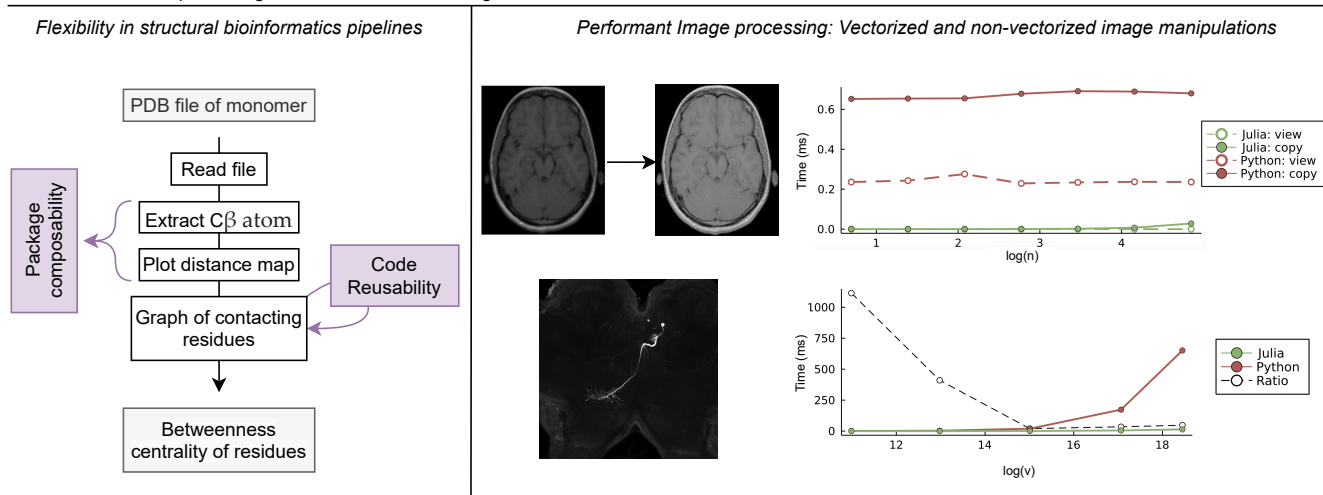 Flexibility in structural bioinformatics pipelines
PDB file of monomer
Read file
Extract Cβ atom
Plot distance map
Graph of contacting
residues
Betweenness
centrality of residues
Package
composability
Code
Reusability
Performant Image processing: Vectorized and non-vectorized image manipulations
Time (ms)
0.6
0.4
0.2
0.0
1 2 3 4
log(n)
Julia: view
Julia: copy
Python: view
Python: copy
Time (ms)
1000
750
500
250
0
12 14 16 18
log(v)
Julia
Python
Ratio